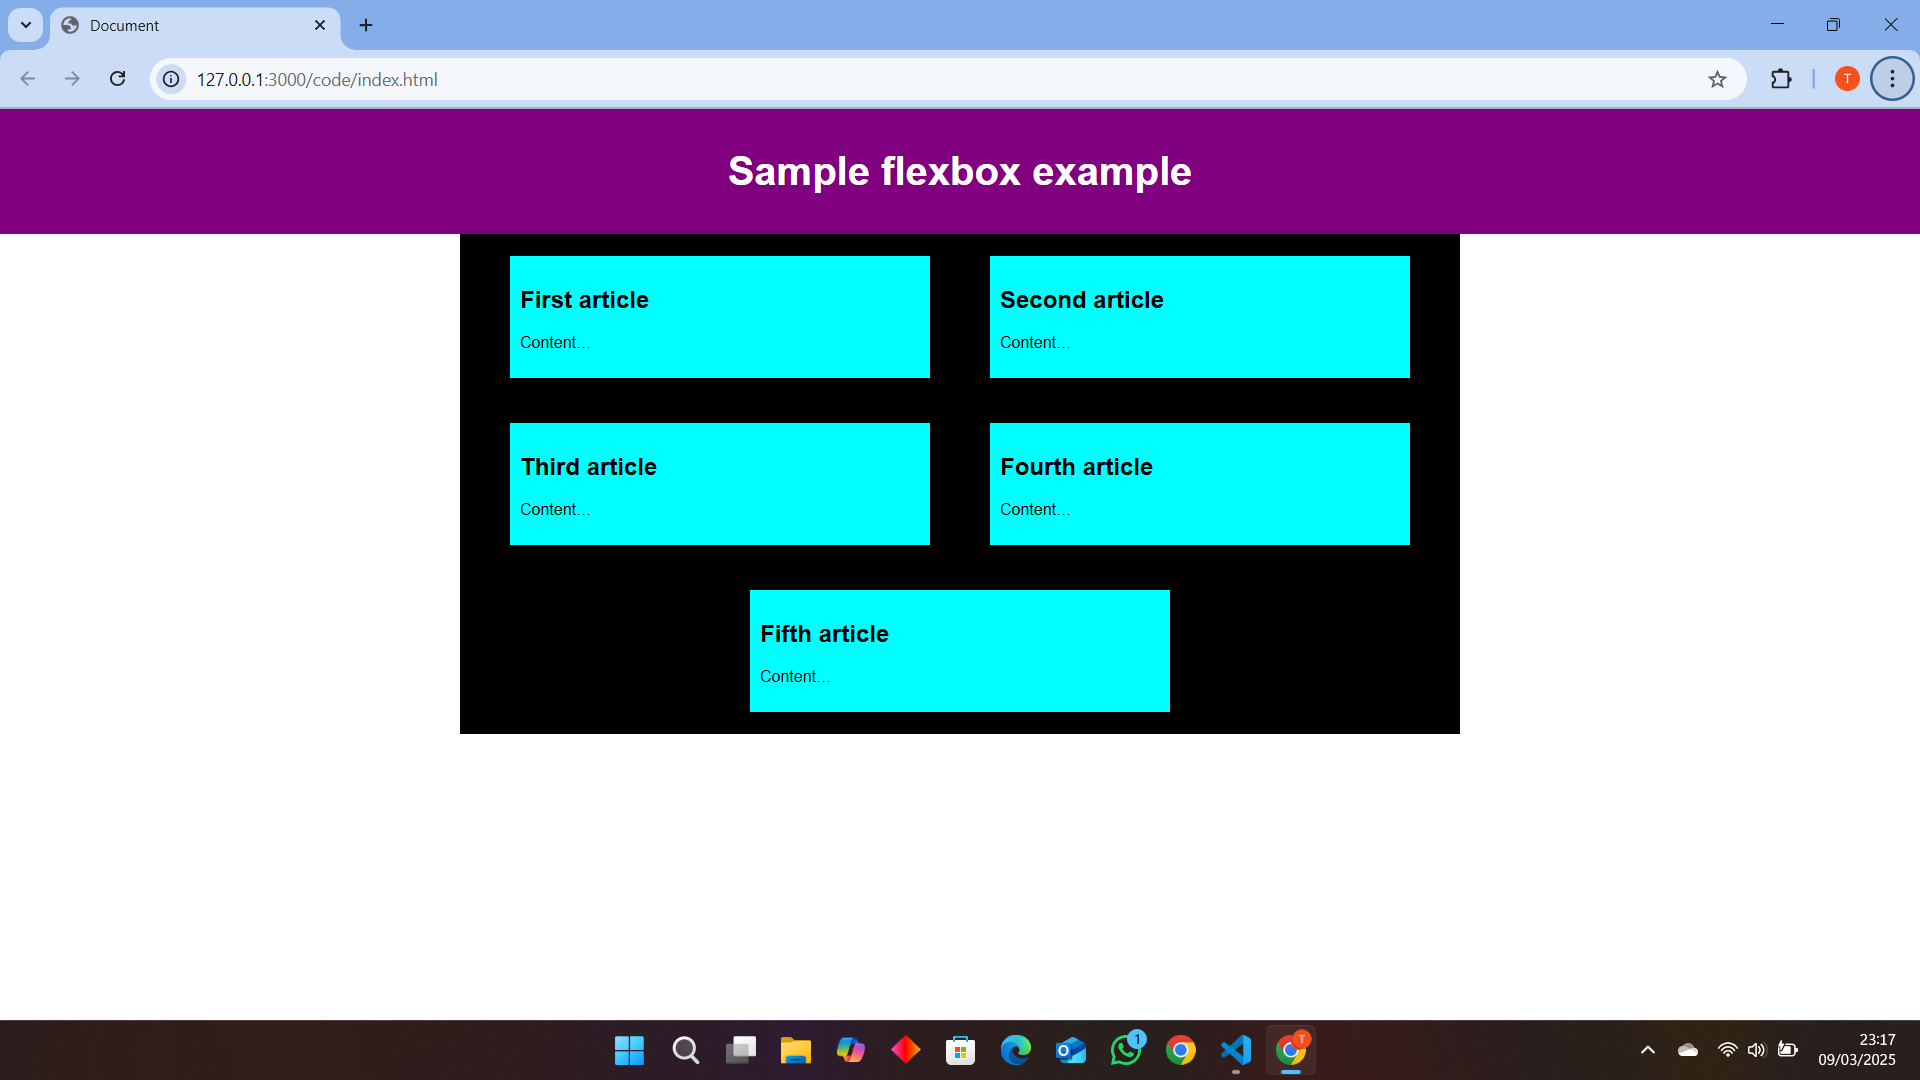 Document
127.0.0.1:3000/code/index.html
T
Sample flexbox example
First article
Content…
Second article
Content…
Third article
Content…
Fourth article
Content…
Fifth article
Content…
1
T
23:17
09/03/2025